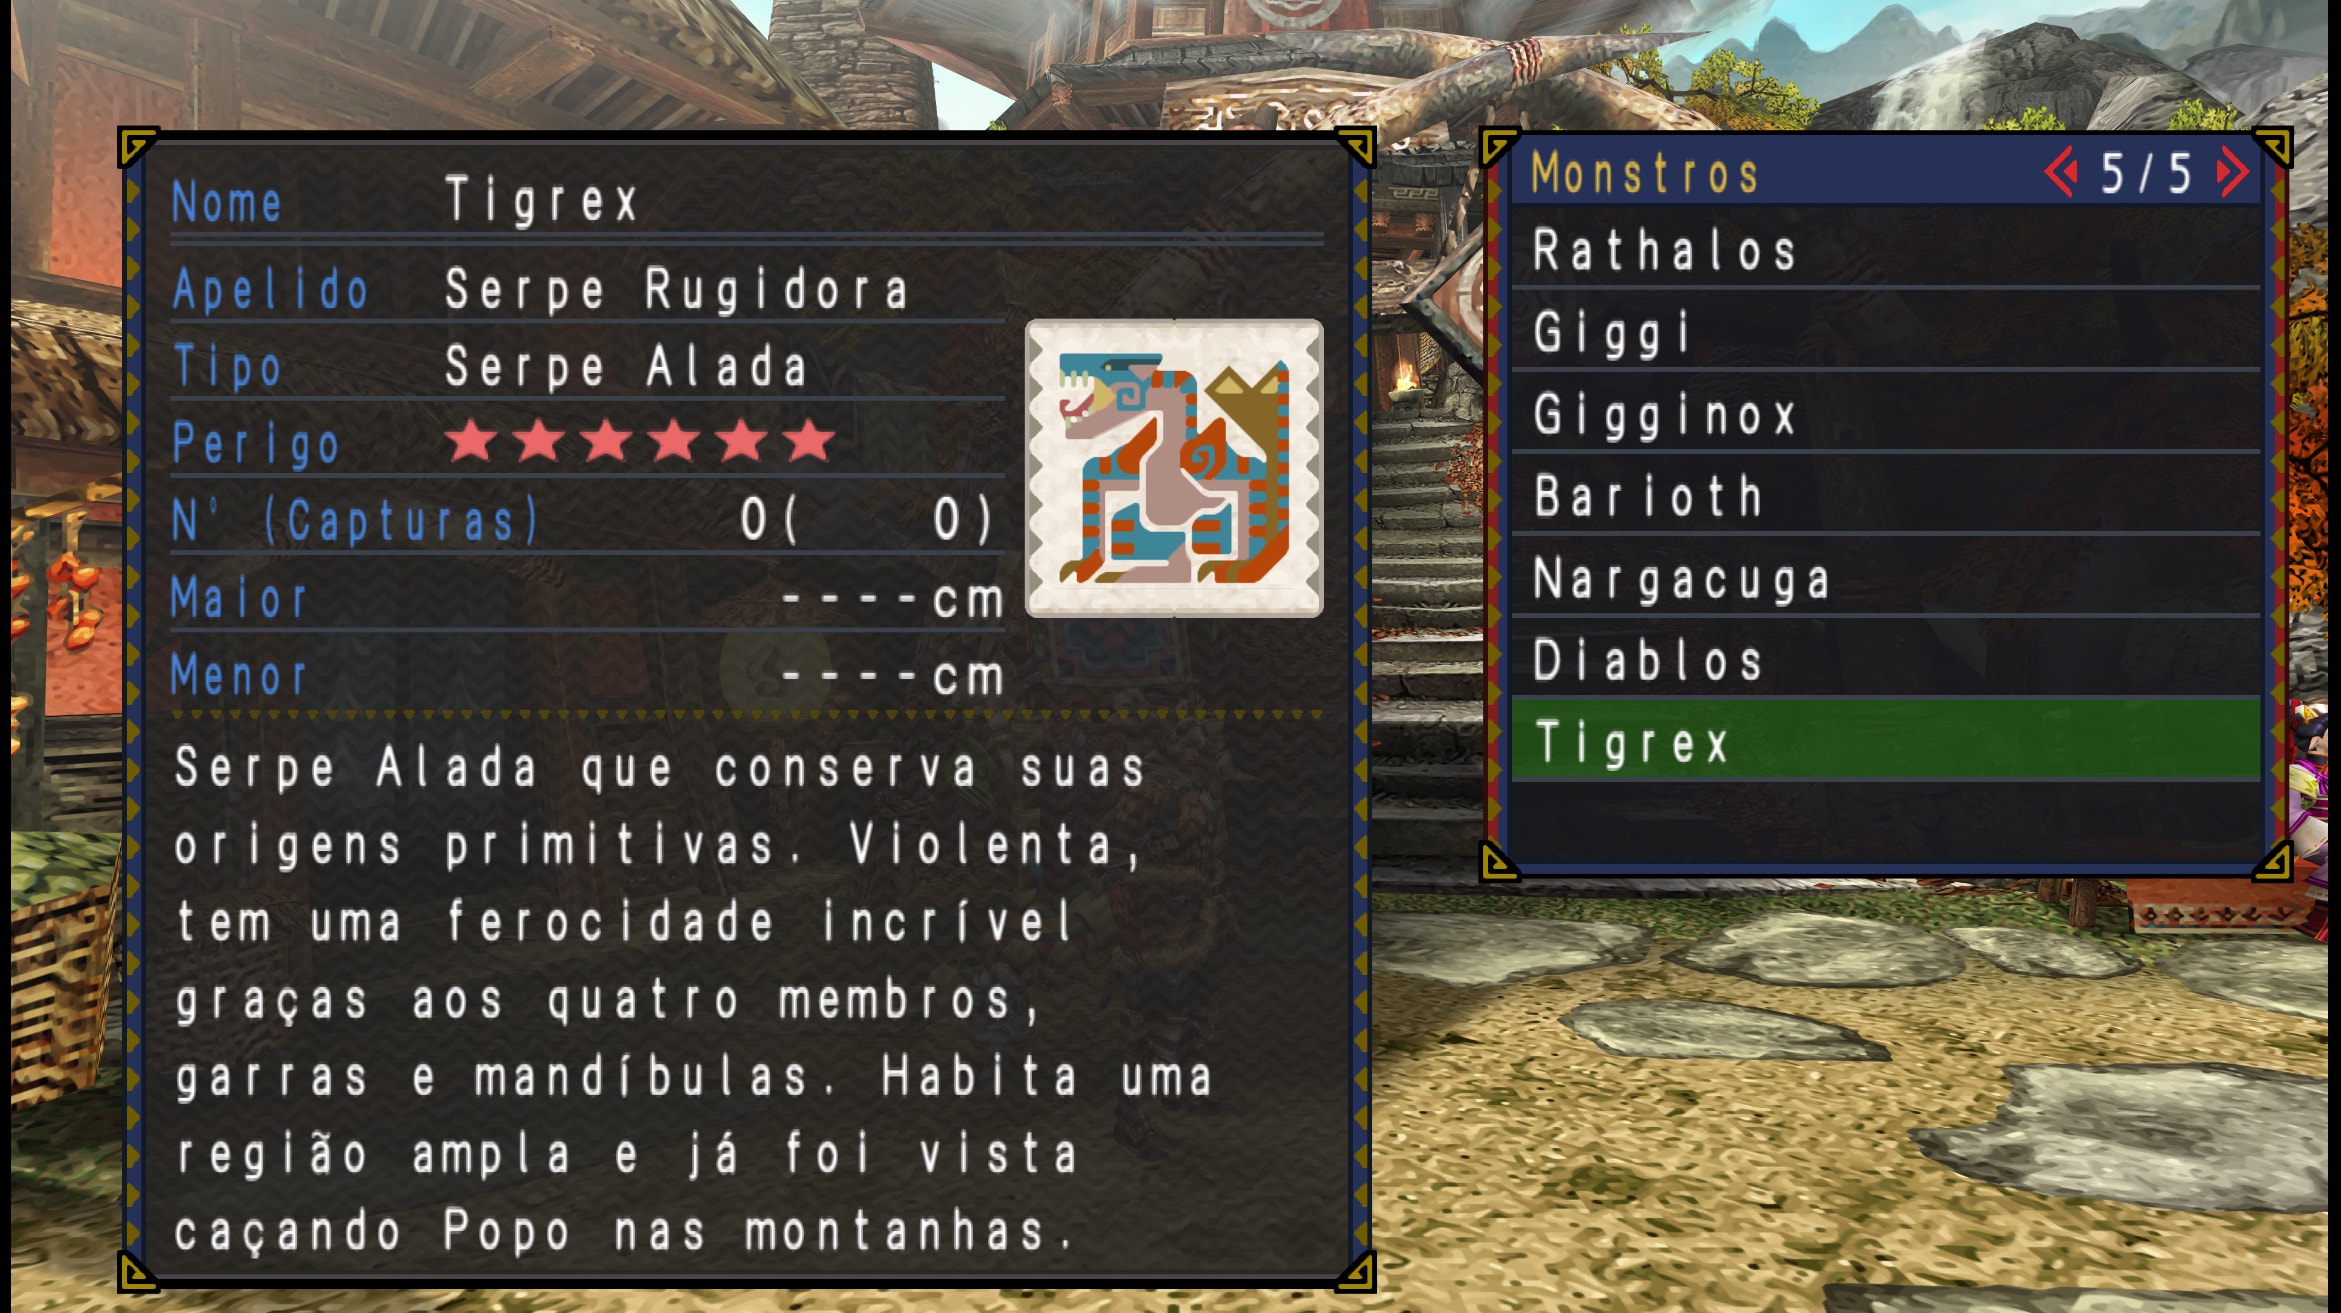 Nome Tigrex
Apelido Serpe Rugidora
Tipo Serpe Alada
Perigo ★★★★★★
N° (Capturas) 0( 0)
Maior ----cm
Menor ----cm
Serpe Alada que conserva suas
origens primitivas. Violenta,
tem uma ferocidade incrível
graças aos quatro membros,
garras e mandíbulas. Habita uma
região ampla e já foi vista
caçando Popo nas montanhas.
Monstros 5/5
Rathalos
Giggi
Gigginox
Barioth
Nargacuga
Diablos
Tigrex